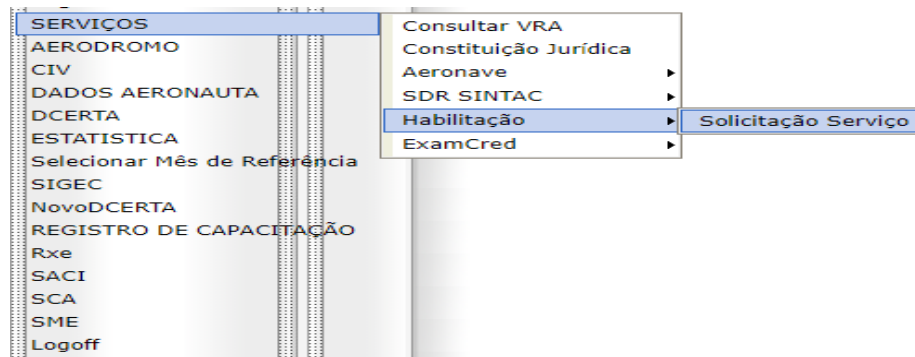 SERVIÇOS
AERODROMO
CIV
DADOS AERONAUTA
DCERTA
ESTATISTICA
Selecionar Mês de Referência
SIGEC
NovoDCERTA
REGISTRO DE CAPACITAÇÃO
Rxe
SACI
SCA
SME
Logoff
Consultar VRA
Constituição Jurídica
Aeronave
SDR SINTAC
Habilitação
ExamCred
Solicitação Serviço